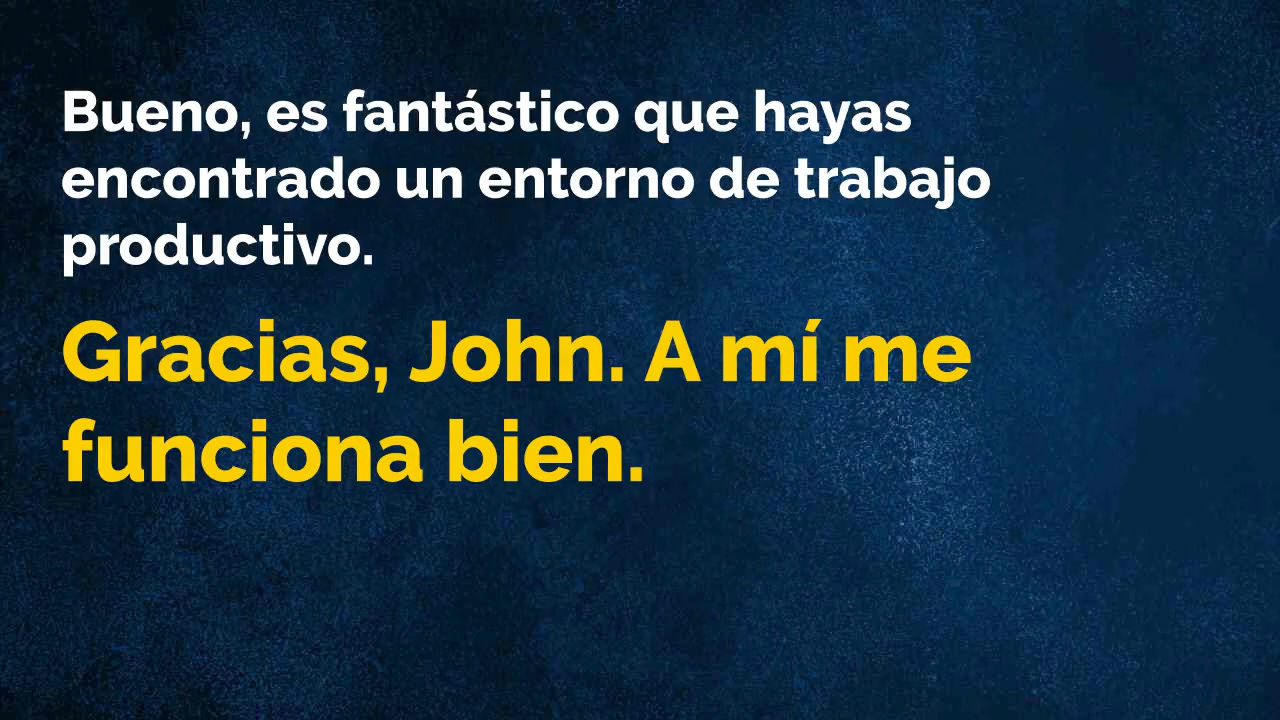 Bueno, es fantástico que hayas
encontrado un entorno de trabajo
productivo.
Gracias, John. A mí me
funciona bien.